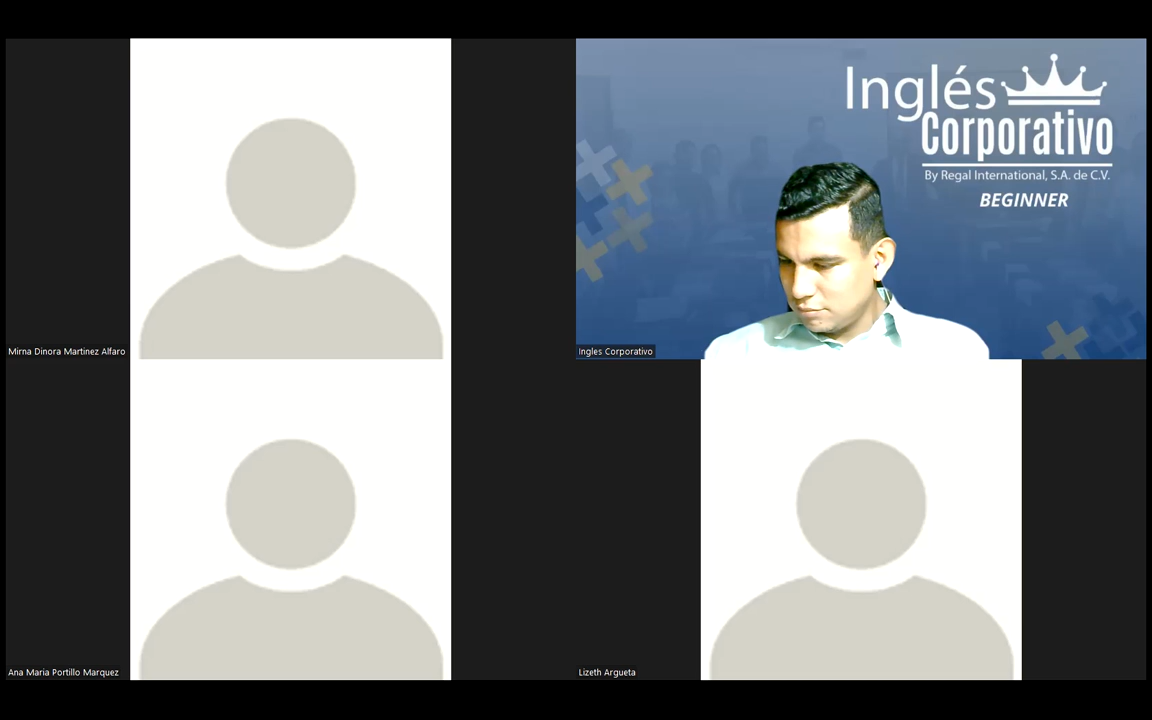 Inglés
Corporativo
By Regal International, S.A. de C.V.
BEGINNER
Mirna Dinora Martinez Alfaro
Ingles Corporativo
Ana Maria Portillo Marquez
Lizeth Argueta